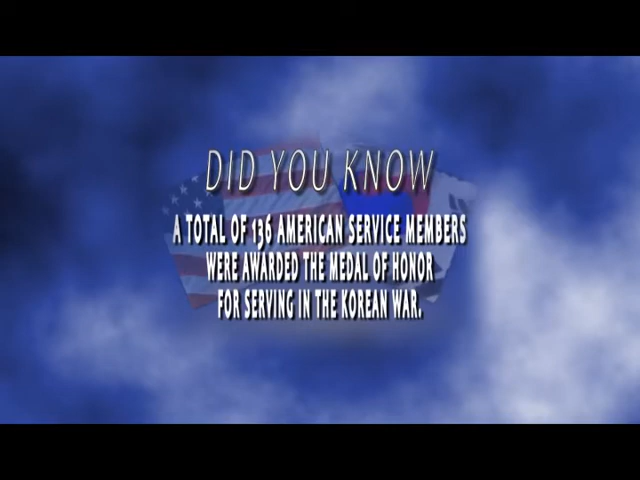 DID YOU KNOW
A TOTAL OF 136 AMERICAN SERVICE MEMBERS
WERE AWARDED THE MEDAL OF HONOR
FOR SERVING IN THE KOREAN WAR.